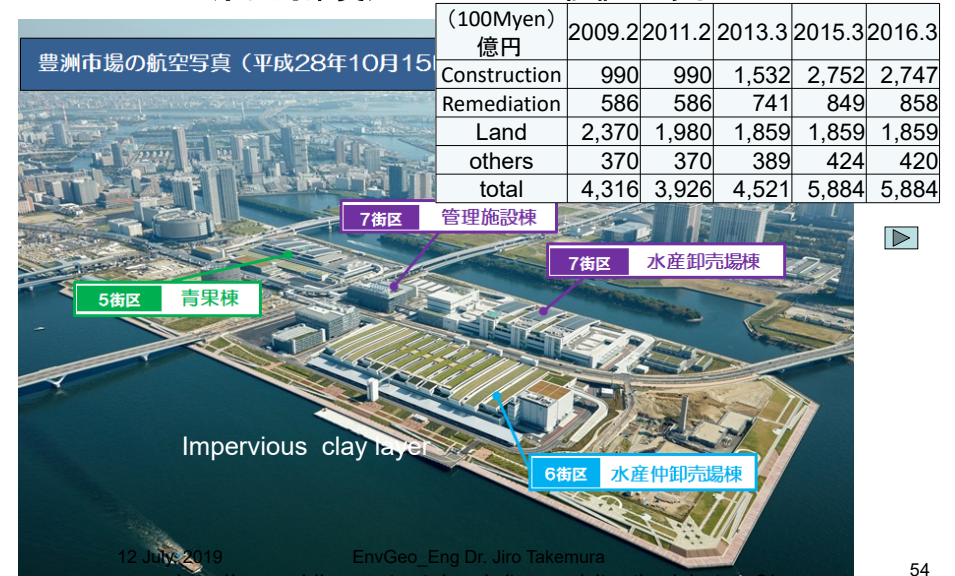 豊洲市場の航空写真（平成28年10月15
（100Myen） 2009.2 2011.2 2013.3 2015.3 2016.3
億円
Construction 990 990 1,532 2,752 2,747
Remediation 586 586 741 849 858
Land 2,370 1,980 1,859 1,859 1,859
others 370 370 389 424 420
total 4,316 3,926 4,521 5,884 5,884
7街区 管理施設棟
7街区 水産卸売場棟
5街区 青果棟
Impervious clay layer
6街区 水産仲卸売場棟
12 July, 2019 EnvGeo_Eng Dr. Jiro Takemura
54